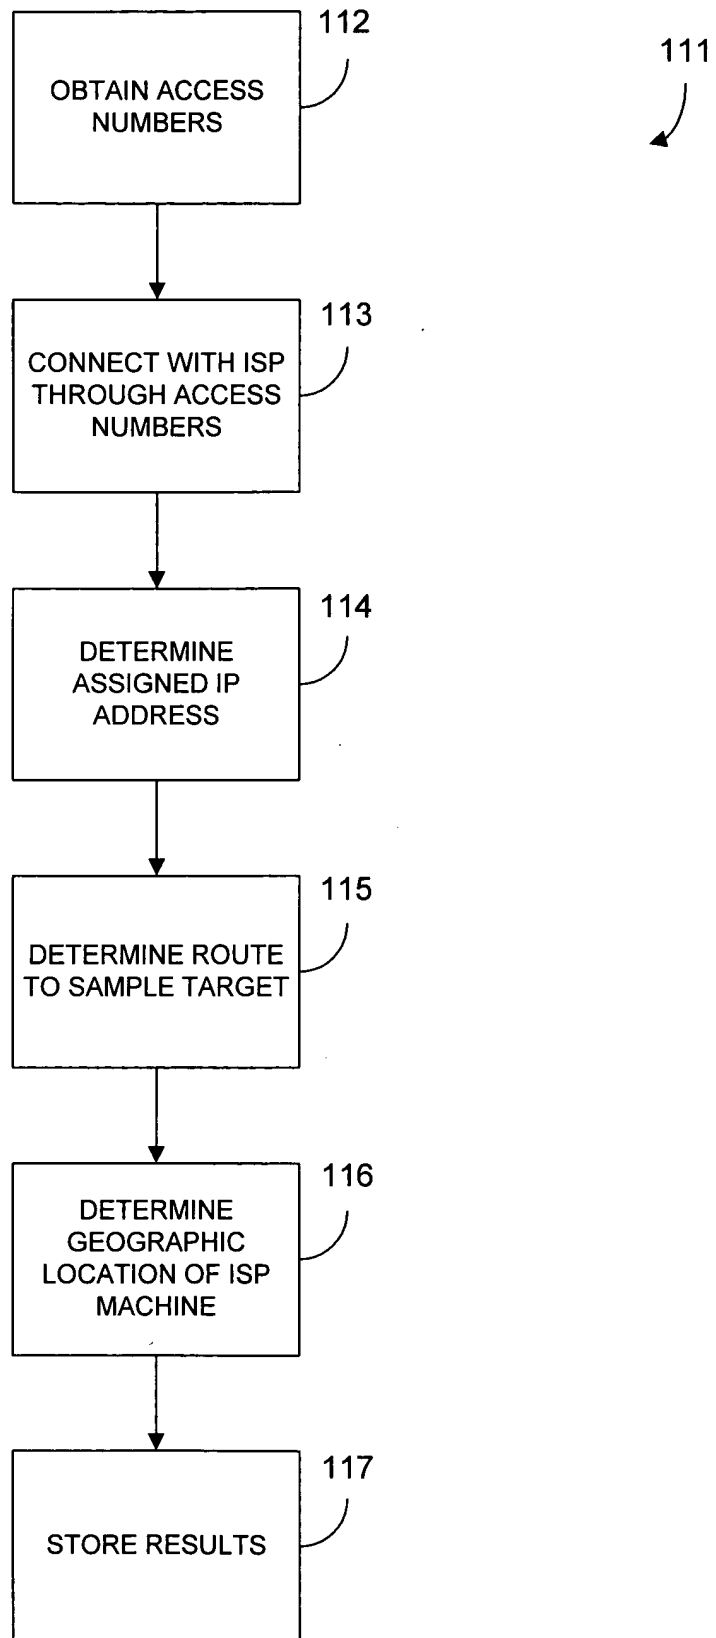 112
111
OBTAIN ACCESS
NUMBERS
113
CONNECT WITH ISP
THROUGH ACCESS
NUMBERS
114
DETERMINE
ASSIGNED IP
ADDRESS
115
DETERMINE ROUTE
TO SAMPLE TARGET
116
DETERMINE
GEOGRAPHIC
LOCATION OF ISP
MACHINE
117
STORE RESULTS